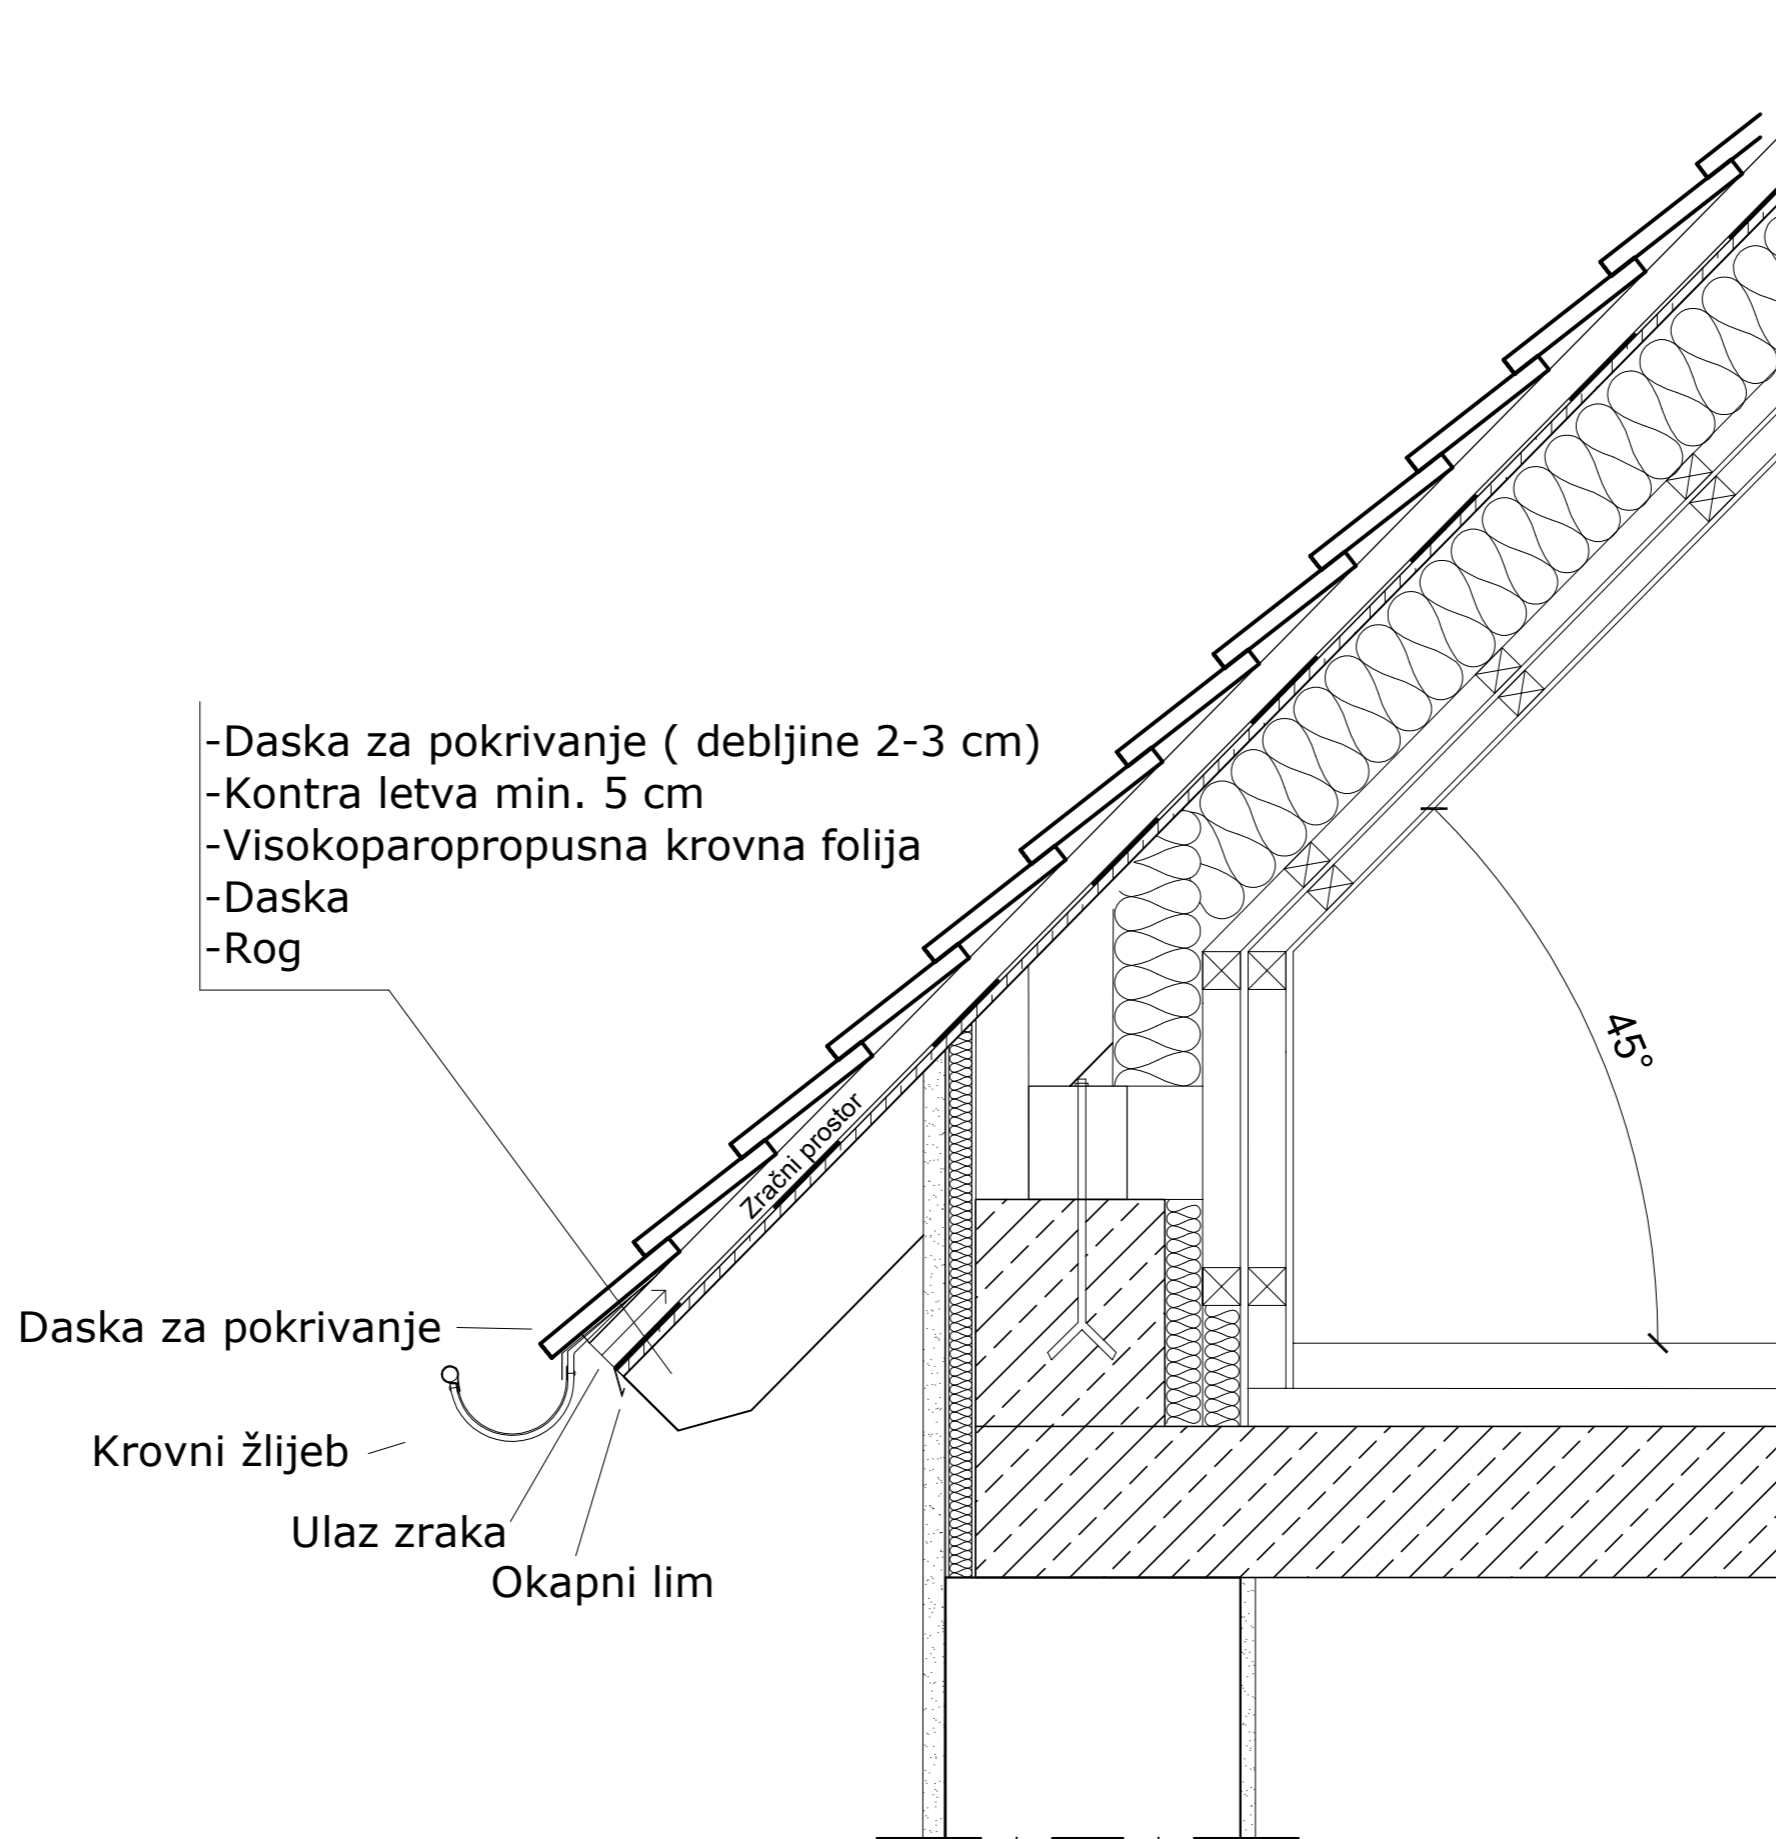 -Daska za pokrivanje ( debljine 2-3 cm)
-Kontra letva min. 5 cm
-Visokoparopropusna krovna folija
-Daska
-Rog
45°
Zračni prostor
Daska za pokrivanje
Krovni žlijeb
Ulaz zraka
Okapni lim